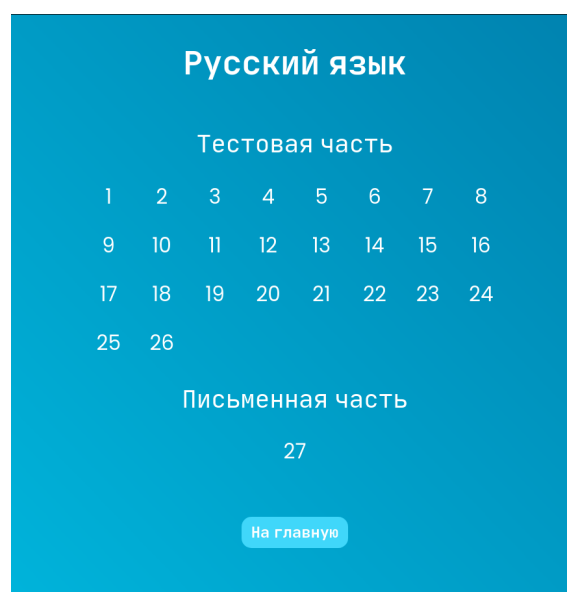 Русский язык
Тестовая часть
1 2 3 4 5 6 7 8
9 10 11 12 13 14 15 16
17 18 19 20 21 22 23 24
25 26
Письменная часть
27
На главную